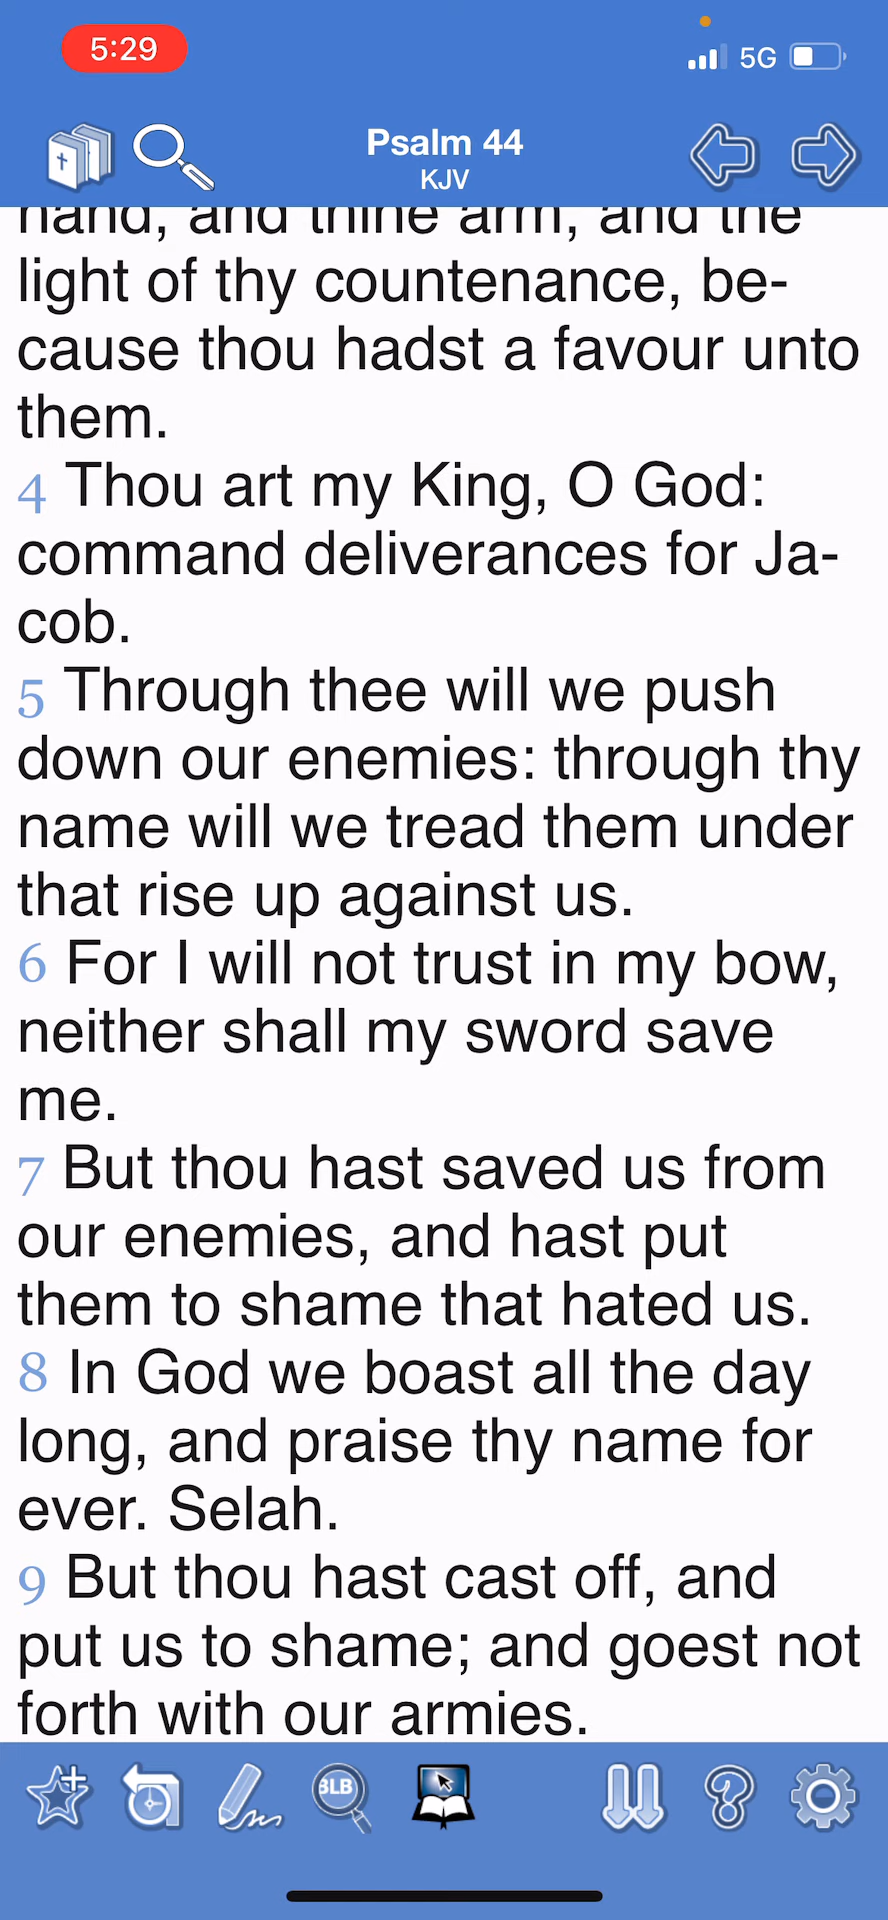 5:29
5G
Psalm 44
KJV
hand, and thine arm, and the
light of thy countenance, be-
cause thou hadst a favour unto
them.
4 Thou art my King, O God:
command deliverances for Ja-
cob.
5 Through thee will we push
down our enemies: through thy
name will we tread them under
that rise up against us.
6 For I will not trust in my bow,
neither shall my sword save
me.
7 But thou hast saved us from
our enemies, and hast put
them to shame that hated us.
8 In God we boast all the day
long, and praise thy name for
ever. Selah.
9 But thou hast cast off, and
put us to shame; and goest not
forth with our armies.
BLB